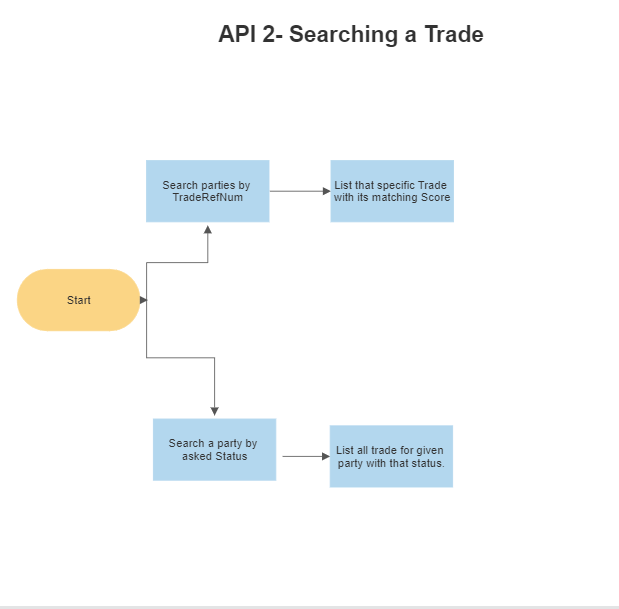 API 2- Searching a Trade
Search parties by
TradeRefNum
List that specific Trade
with its matching Score
Start
Search a party by
asked Status
List all trade for given
party with that status.